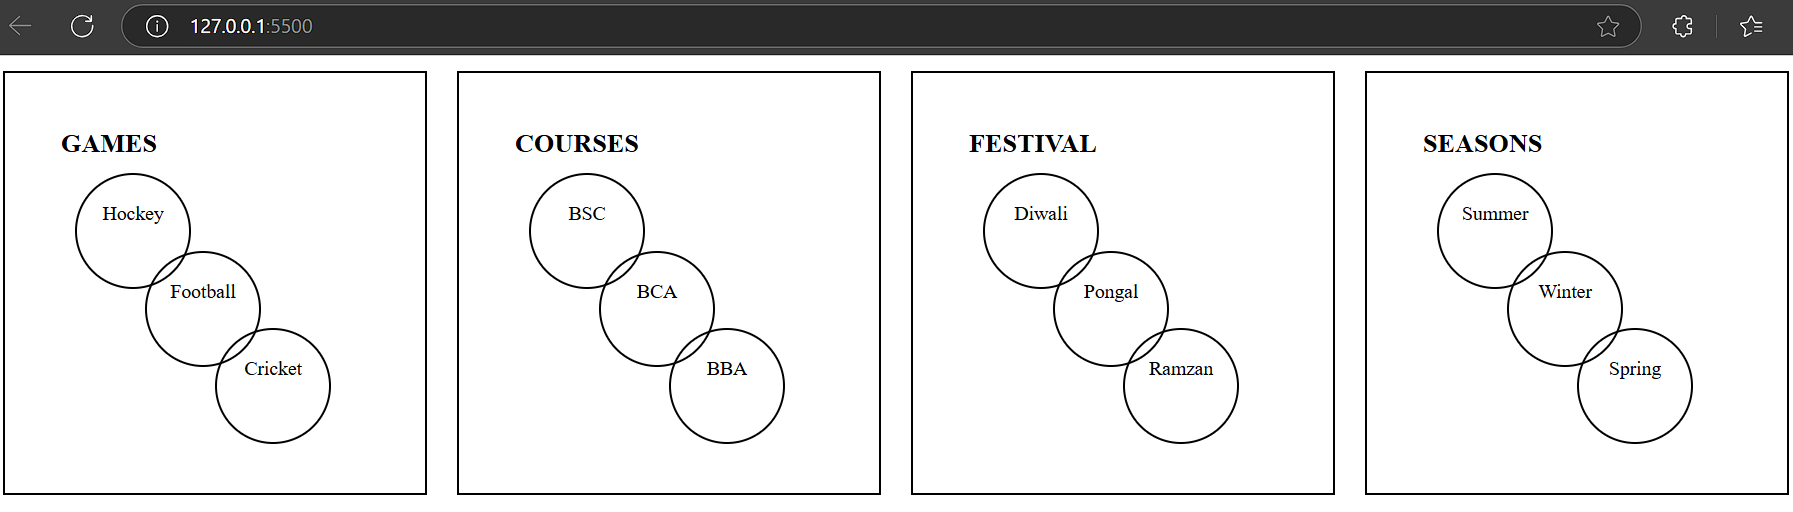 127.0.0.1:5500
GAMES
Hockey
Football
Cricket
COURSES
BSC
BCA
BBA
FESTIVAL
Diwali
Pongal
Ramzan
SEASONS
Summer
Winter
Spring